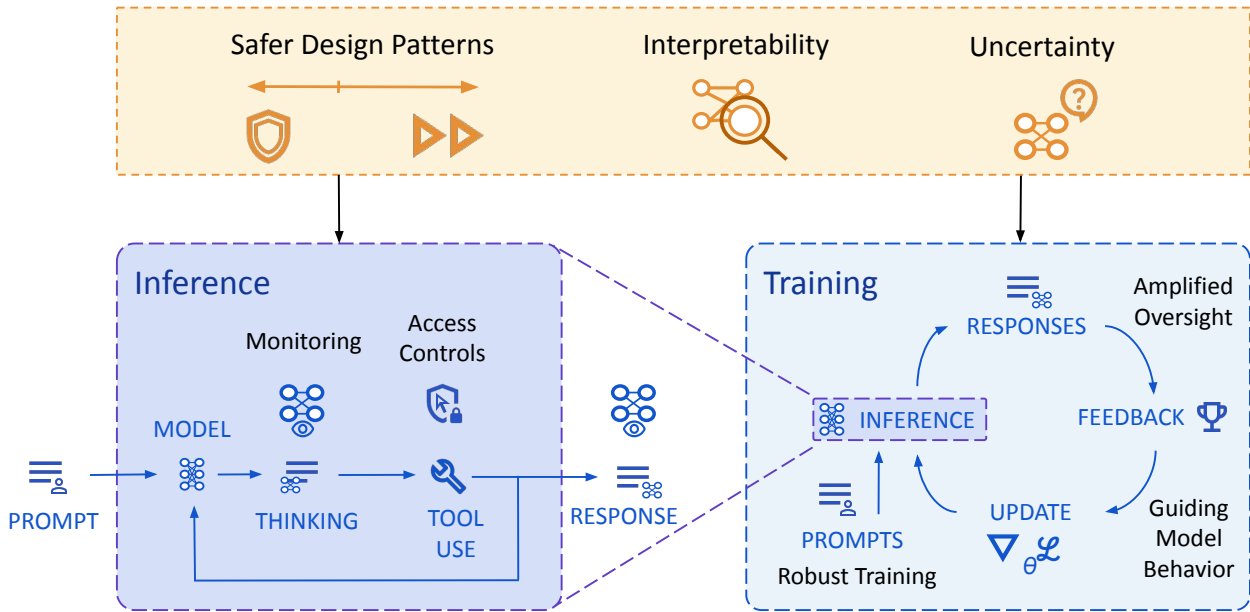 Safer Design Patterns
Interpretability
Uncertainty
?
Inference
Monitoring
Access
Controls
MODEL
PROMPT
THINKING
TOOL
USE
RESPONSE
Training
RESPONSES
Amplified
Oversight
INFERENCE
FEEDBACK
PROMPTS
Robust Training
UPDATE
∇θℒ
Guiding
Model
Behavior